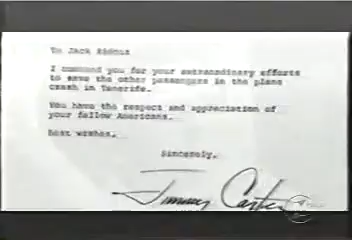 To Jack
I commend you for your extraordinary efforts
to save the other passengers in the plane
crash in Tenerife.
You have the respect and appreciation of
your fellow Americans.
Best wishes,
Sincerely,
Jimmy Carter